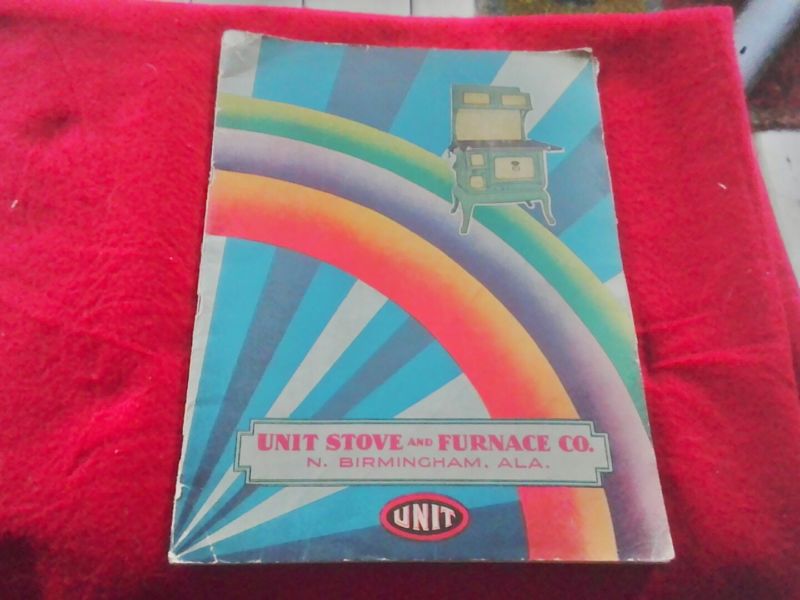 UNIT STOVE AND FURNACE CO.
N. BIRMINGHAM, ALA.
UNIT